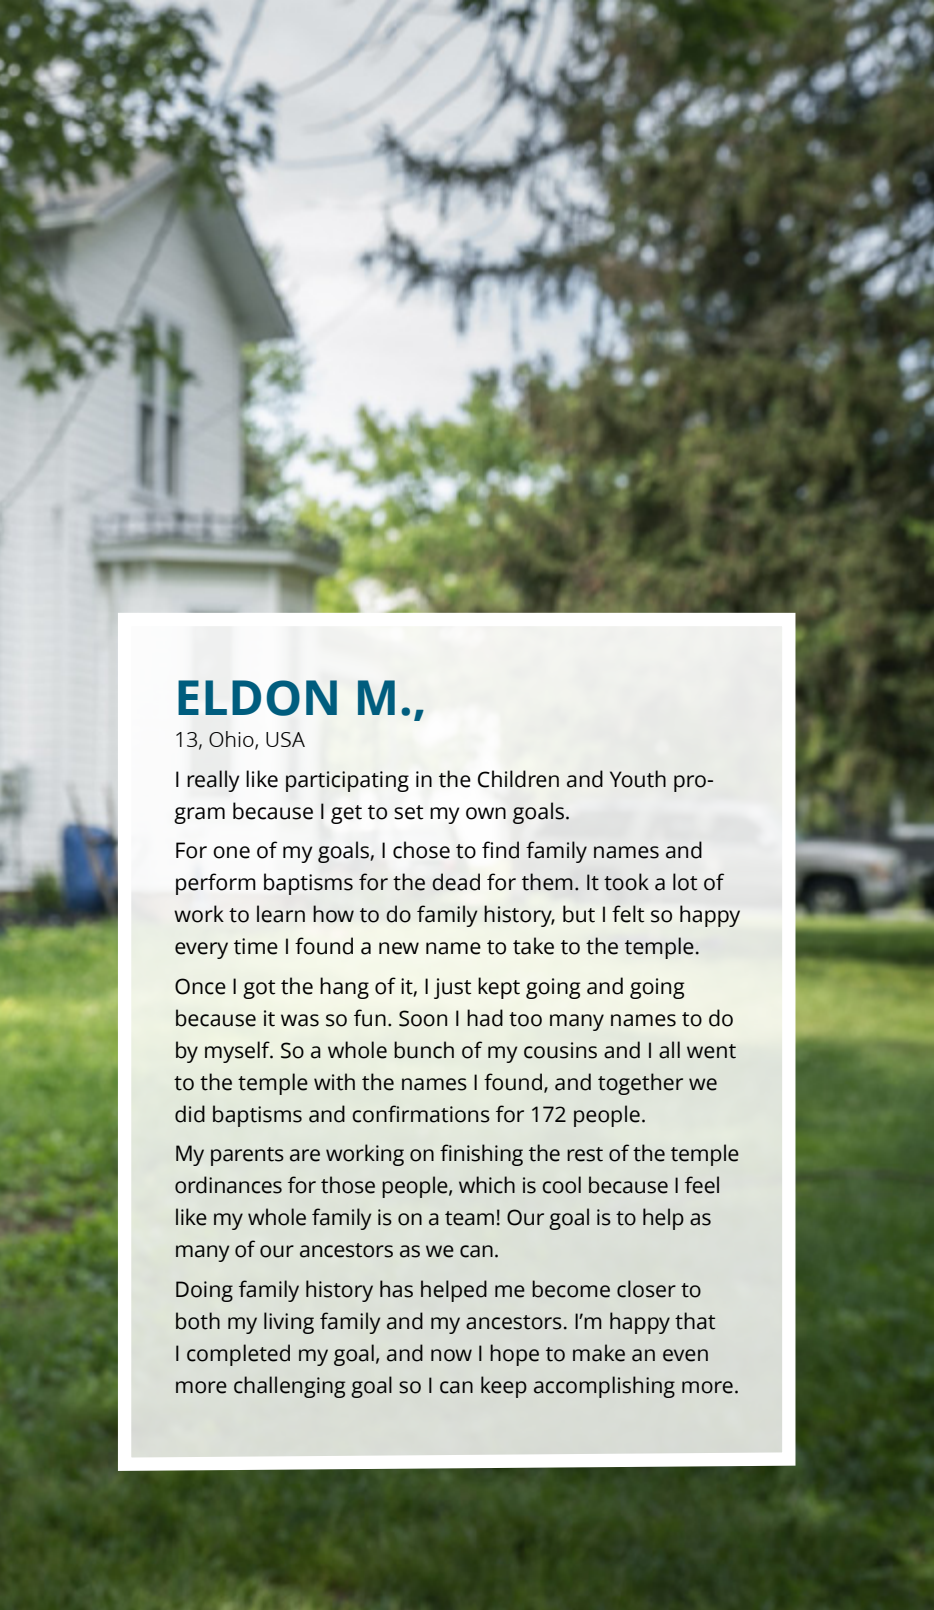 ELDON M.,
13, Ohio, USA
I really like participating in the Children and Youth pro-
gram because I get to set my own goals.
For one of my goals, I chose to find family names and
perform baptisms for the dead for them. It took a lot of
work to learn how to do family history, but I felt so happy
every time I found a new name to take to the temple.
Once I got the hang of it, I just kept going and going
because it was so fun. Soon I had too many names to do
by myself. So a whole bunch of my cousins and I all went
to the temple with the names I found, and together we
did baptisms and confirmations for 172 people.
My parents are working on finishing the rest of the temple
ordinances for those people, which is cool because I feel
like my whole family is on a team! Our goal is to help as
many of our ancestors as we can.
Doing family history has helped me become closer to
both my living family and my ancestors. I’m happy that
I completed my goal, and now I hope to make an even
more challenging goal so I can keep accomplishing more.